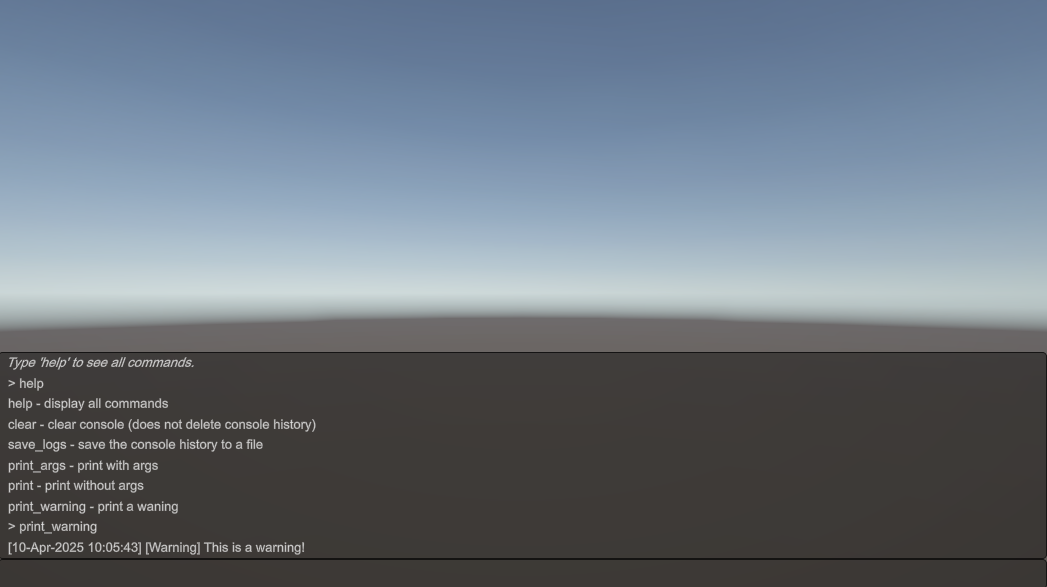 Type 'help' to see all commands.
> help
help - display all commands
clear - clear console (does not delete console history)
save_logs - save the console history to a file
print_args - print with args
print - print without args
print_warning - print a waning
> print_warning
[10-Apr-2025 10:05:43] [Warning] This is a warning!